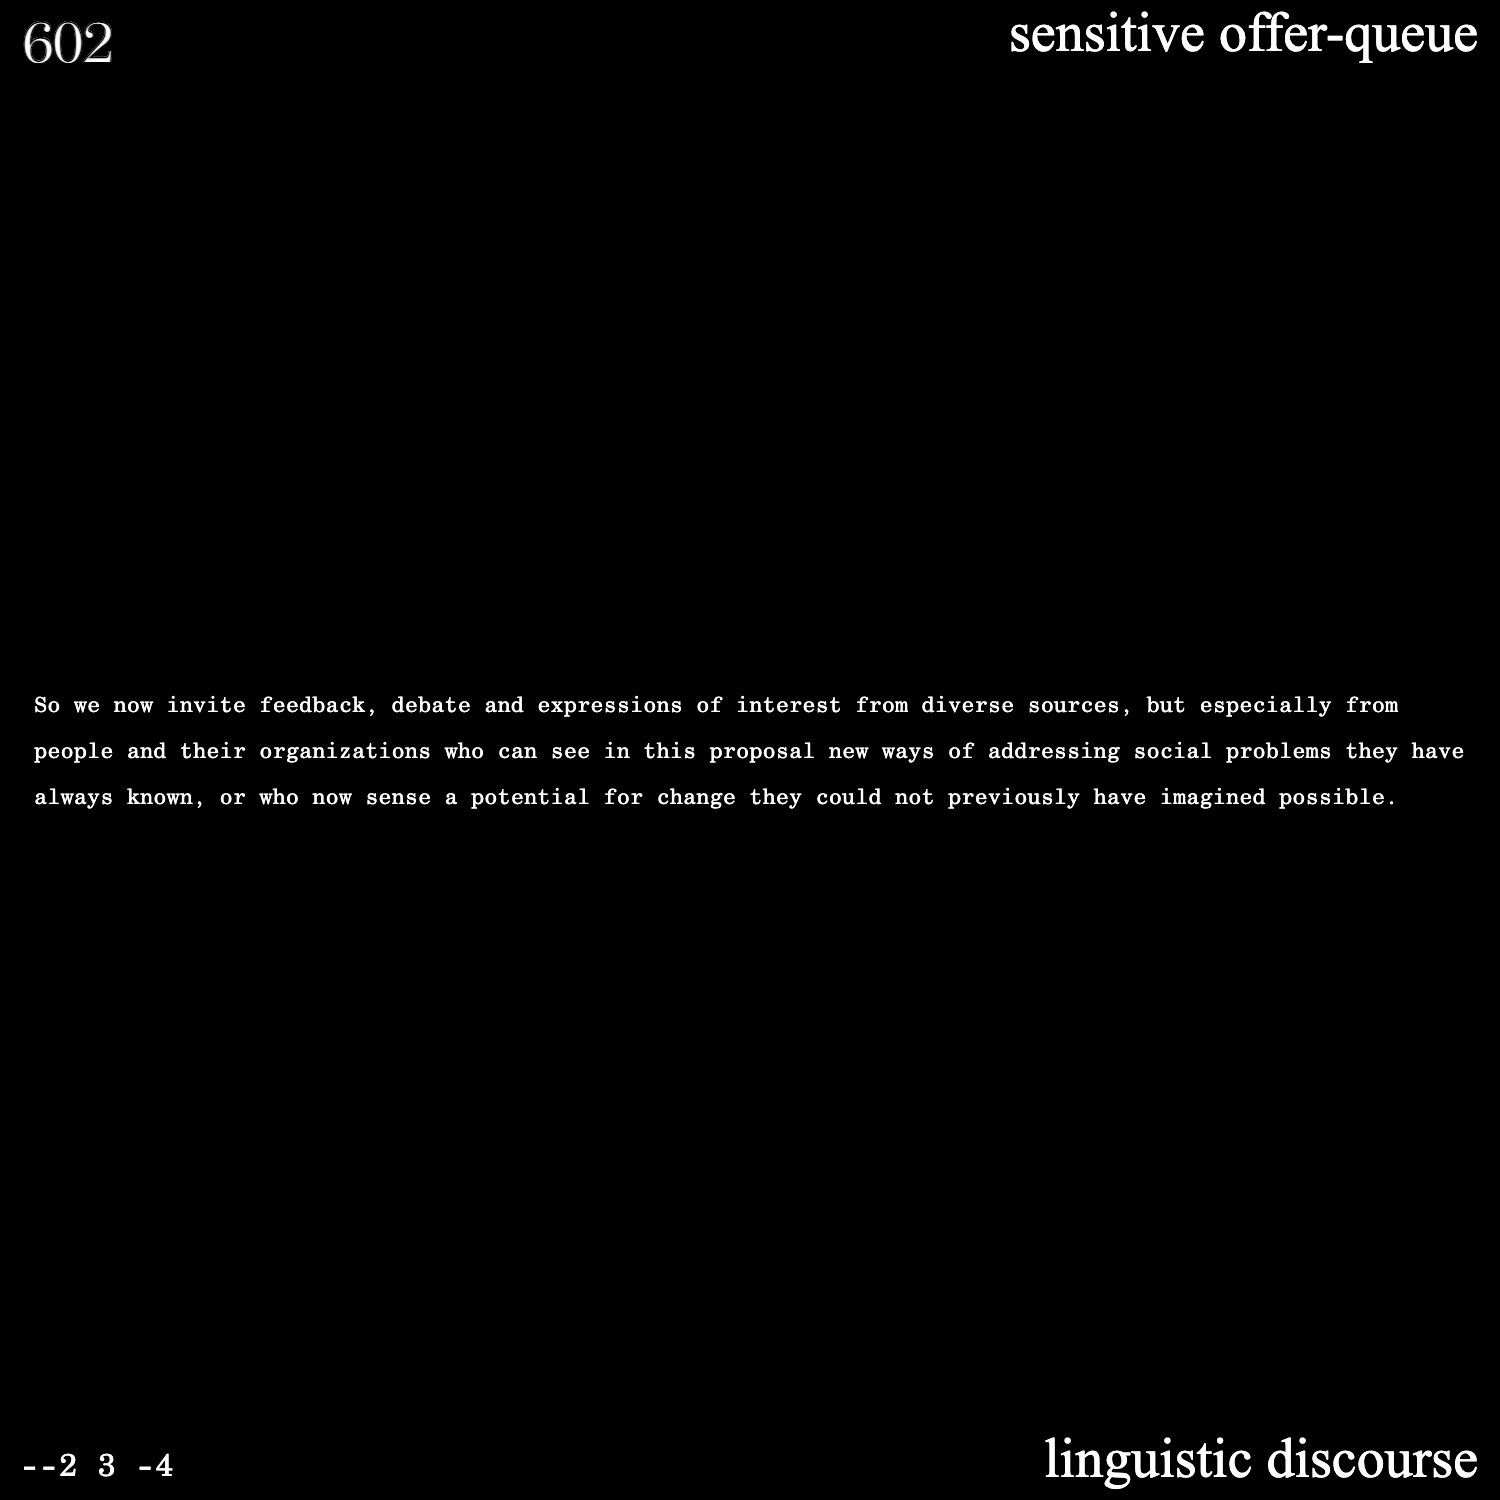 602
sensitive offer-queue
So we now invite feedback, debate and expressions of interest from diverse sources, but especially from
people and their organizations who can see in this proposal new ways of addressing social problems they have
always known, or who now sense a potential for change they could not previously have imagined possible.
--2 3 -4
linguistic discourse